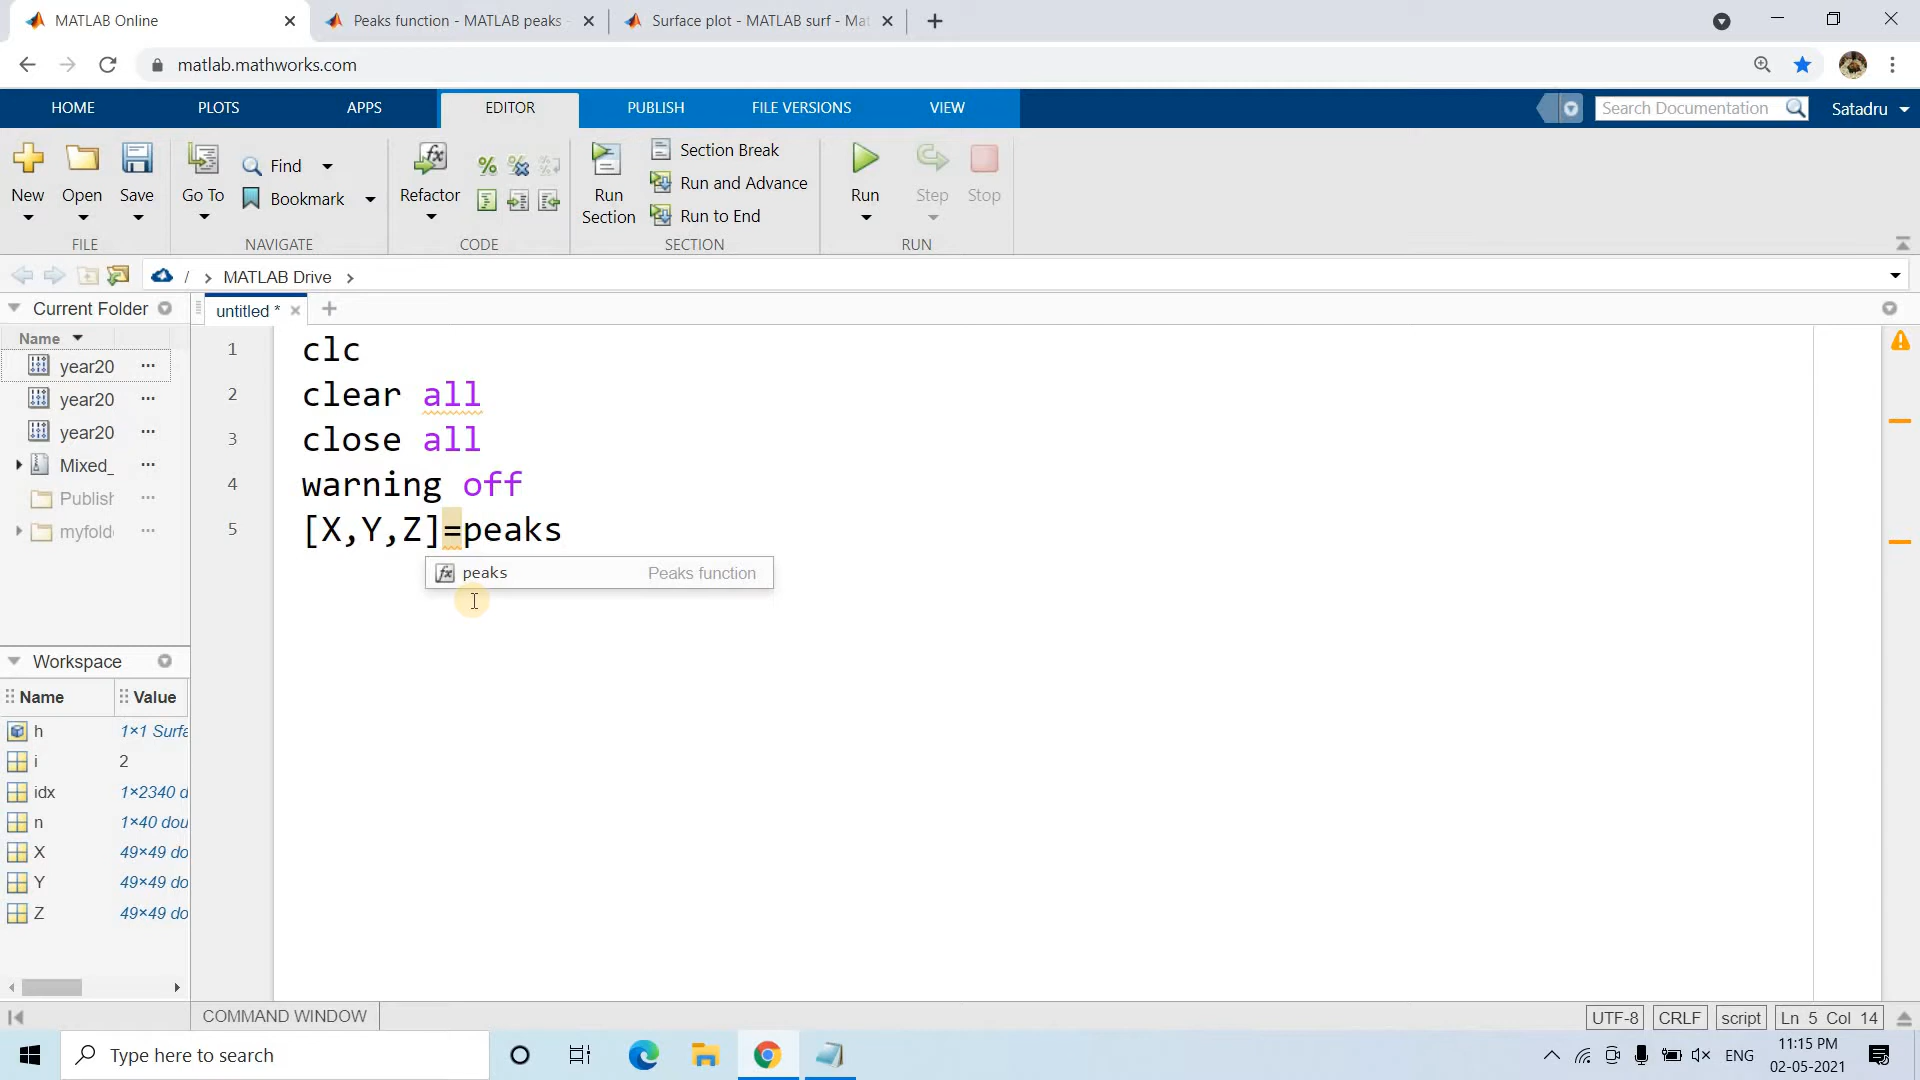 MATLAB Online
Peaks function - MATLAB peaks -
Surface plot - MATLAB surf - Mat
matlab.mathworks.com
HOME PLOTS APPS EDITOR PUBLISH FILE VERSIONS VIEW
Search Documentation
Satadru
New
Open
Save
FILE
Go To
Find
Bookmark
NAVIGATE
Refactor
CODE
Run Section
Section Break
Run and Advance
Run to End
SECTION
Run
Step
Stop
RUN
/ > MATLAB Drive >
Current Folder
Name
year20 ...
year20 ...
year20 ...
Mixed_ ...
Publish ...
myfold ...
untitled *
1 clc
2 clear all
3 close all
4 warning off
5 [X,Y,Z]=peaks
fx peaks Peaks function
Workspace
Name Value
h 1×1 Surfa
i 2
idx 1×2340 d
n 1×40 dou
X 49×49 do
Y 49×49 do
Z 49×49 do
COMMAND WINDOW
UTF-8 CRLF script Ln 5 Col 14
Type here to search
ENG
11:15 PM
02-05-2021